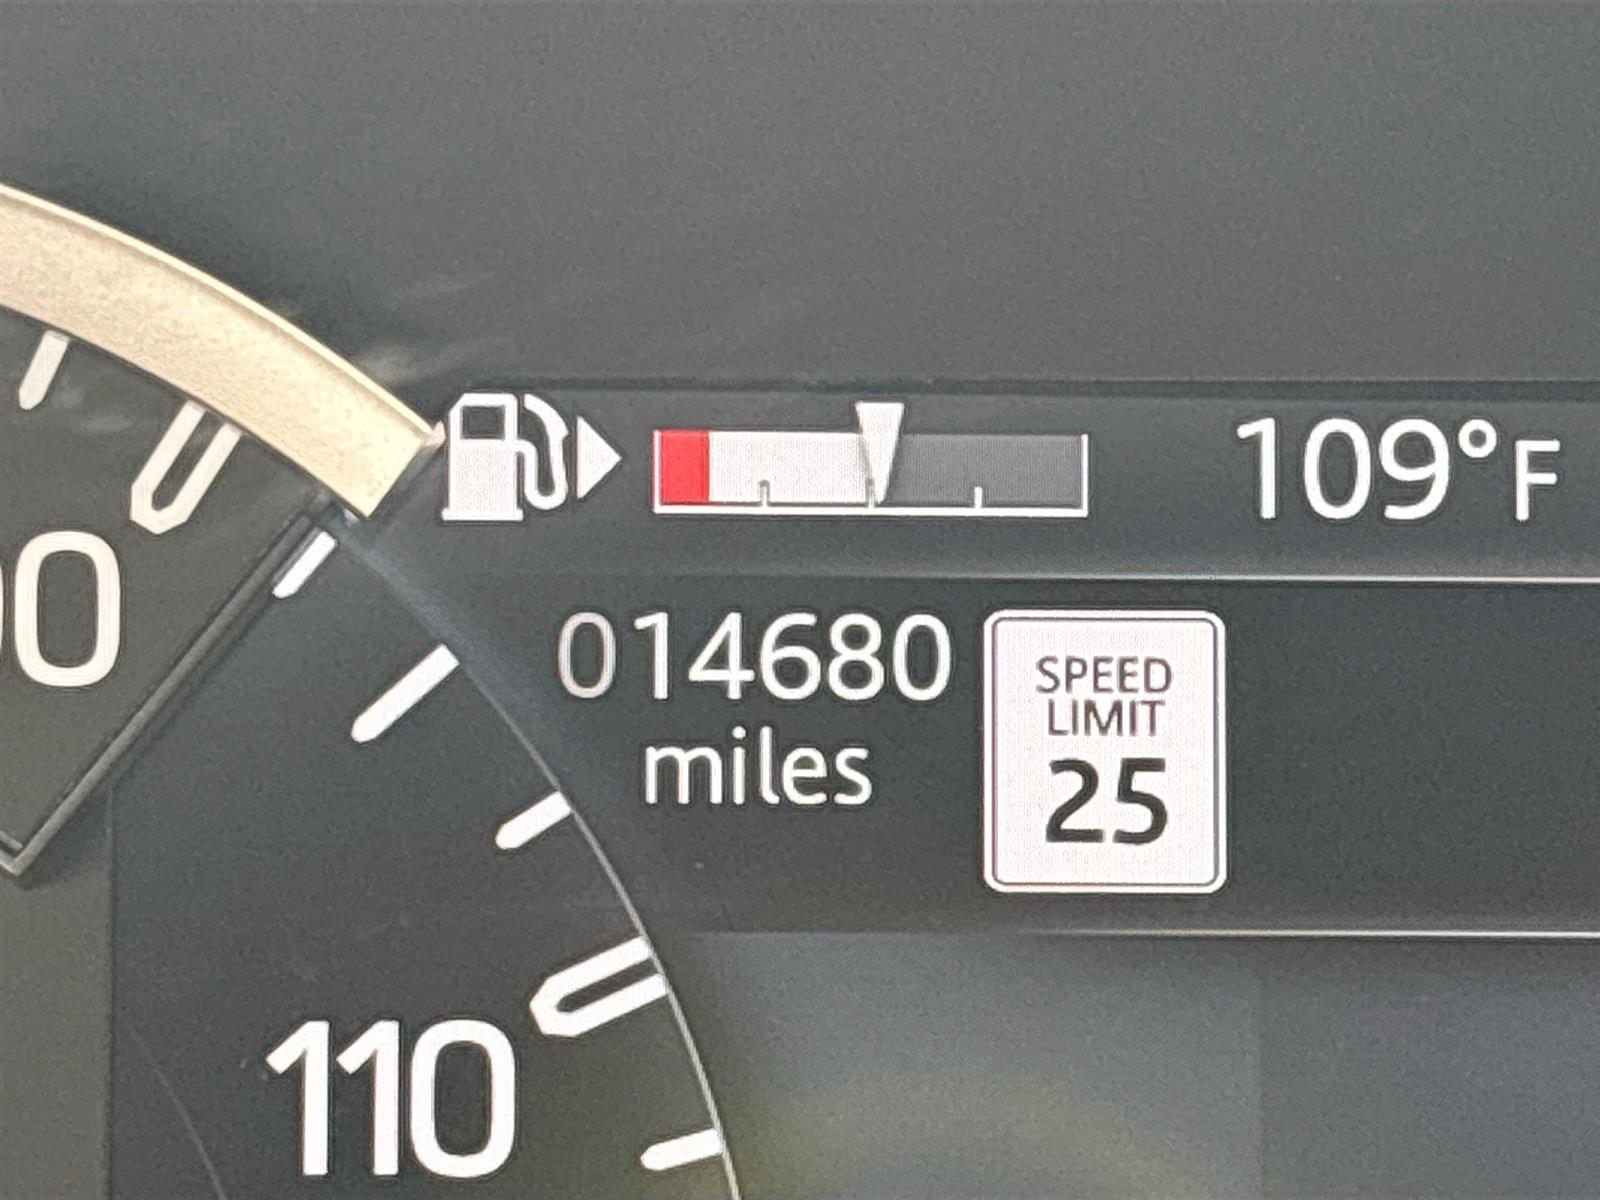 109°F
014680
miles
SPEED
LIMIT
25
110